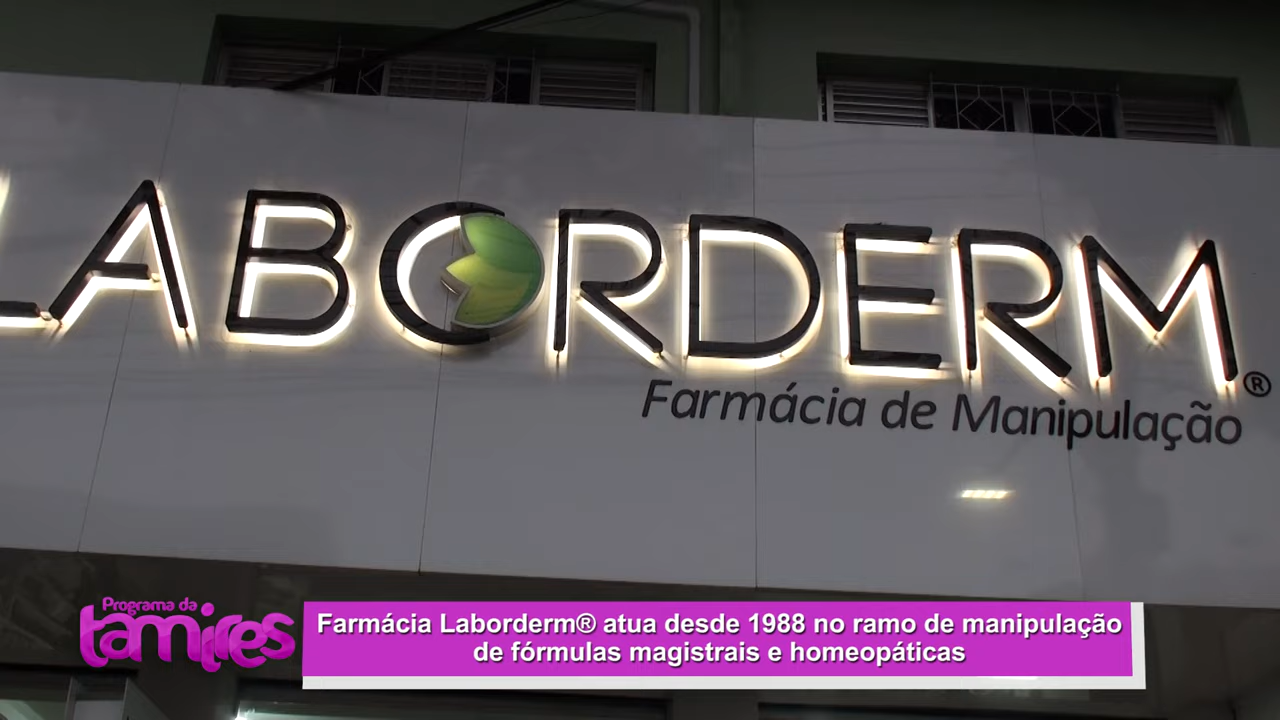 LABORDERM®
Farmácia de Manipulação
Programa da
tamires
Farmácia Laborderm® atua desde 1988 no ramo de manipulação
de fórmulas magistrais e homeopáticas